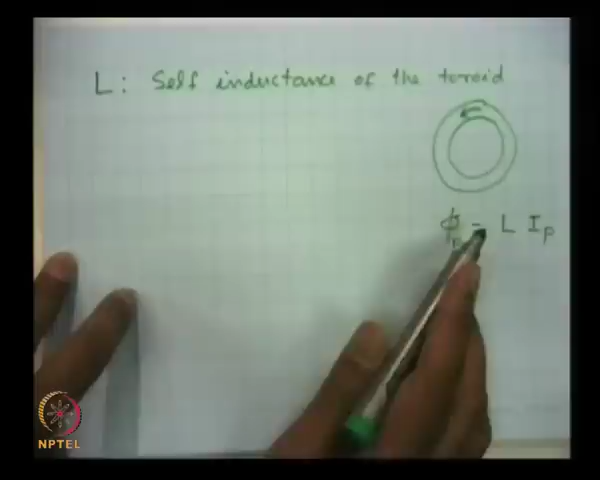 L: Self inductance of the toroid
ϕp = L Ip
NPTEL